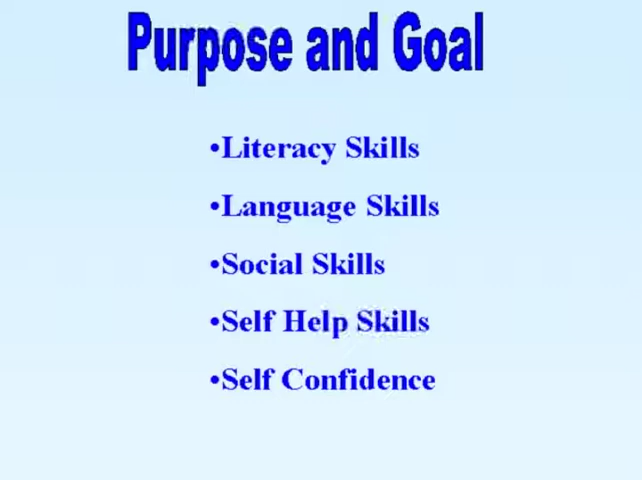 Purpose and Goal
•Literacy Skills
•Language Skills
•Social Skills
•Self Help Skills
•Self Confidence